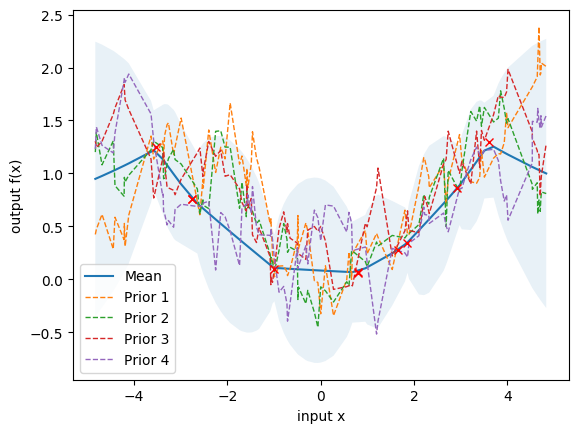 2.5
2.0
1.5
1.0
0.5
0.0
−0.5
output f(x)
Mean
Prior 1
Prior 2
Prior 3
Prior 4
−4
−2
0
2
4
input x